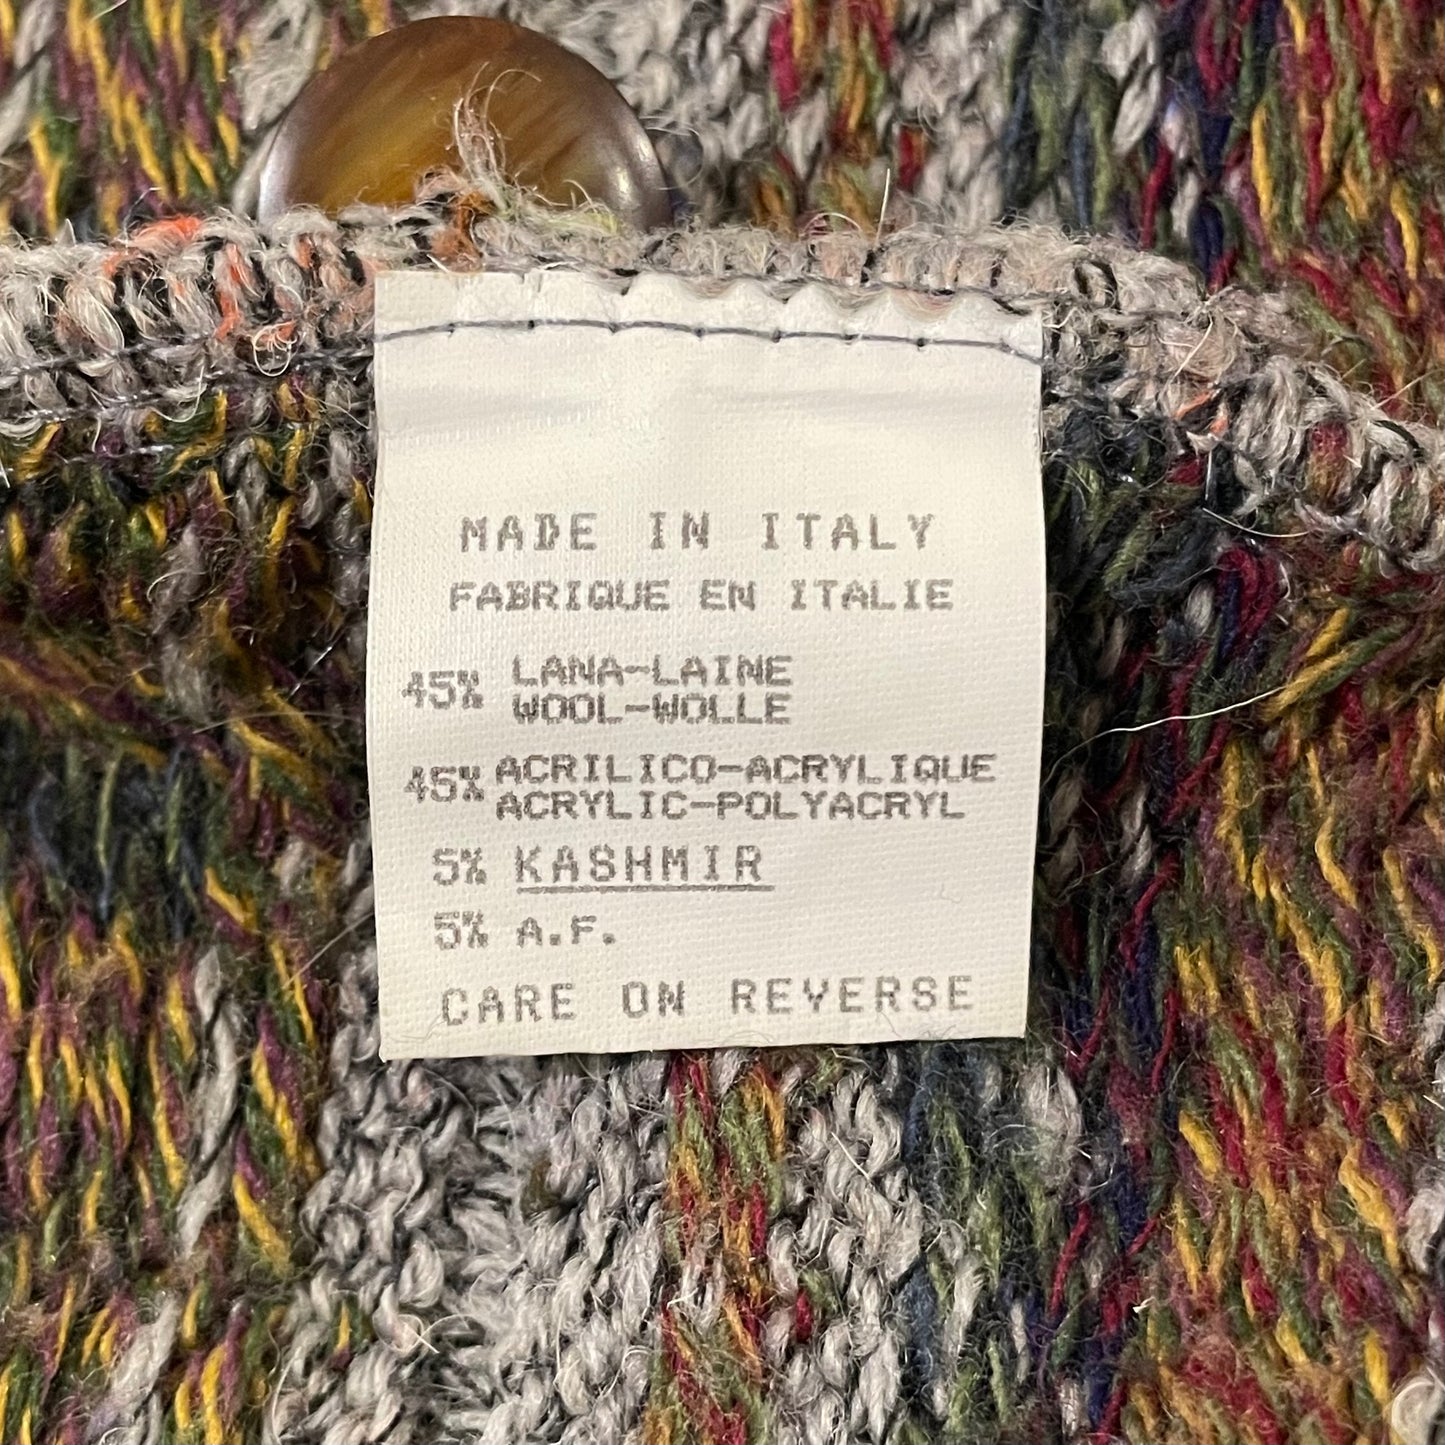 MADE IN ITALY
FABRIQUE EN ITALIE
45% LANA-LAINE
WOOL-WOLLE
45% ACRILICO-ACRYLIQUE
ACRYLIC-POLYACRYL
5% KASHMIR
5% A.F.
CARE ON REVERSE